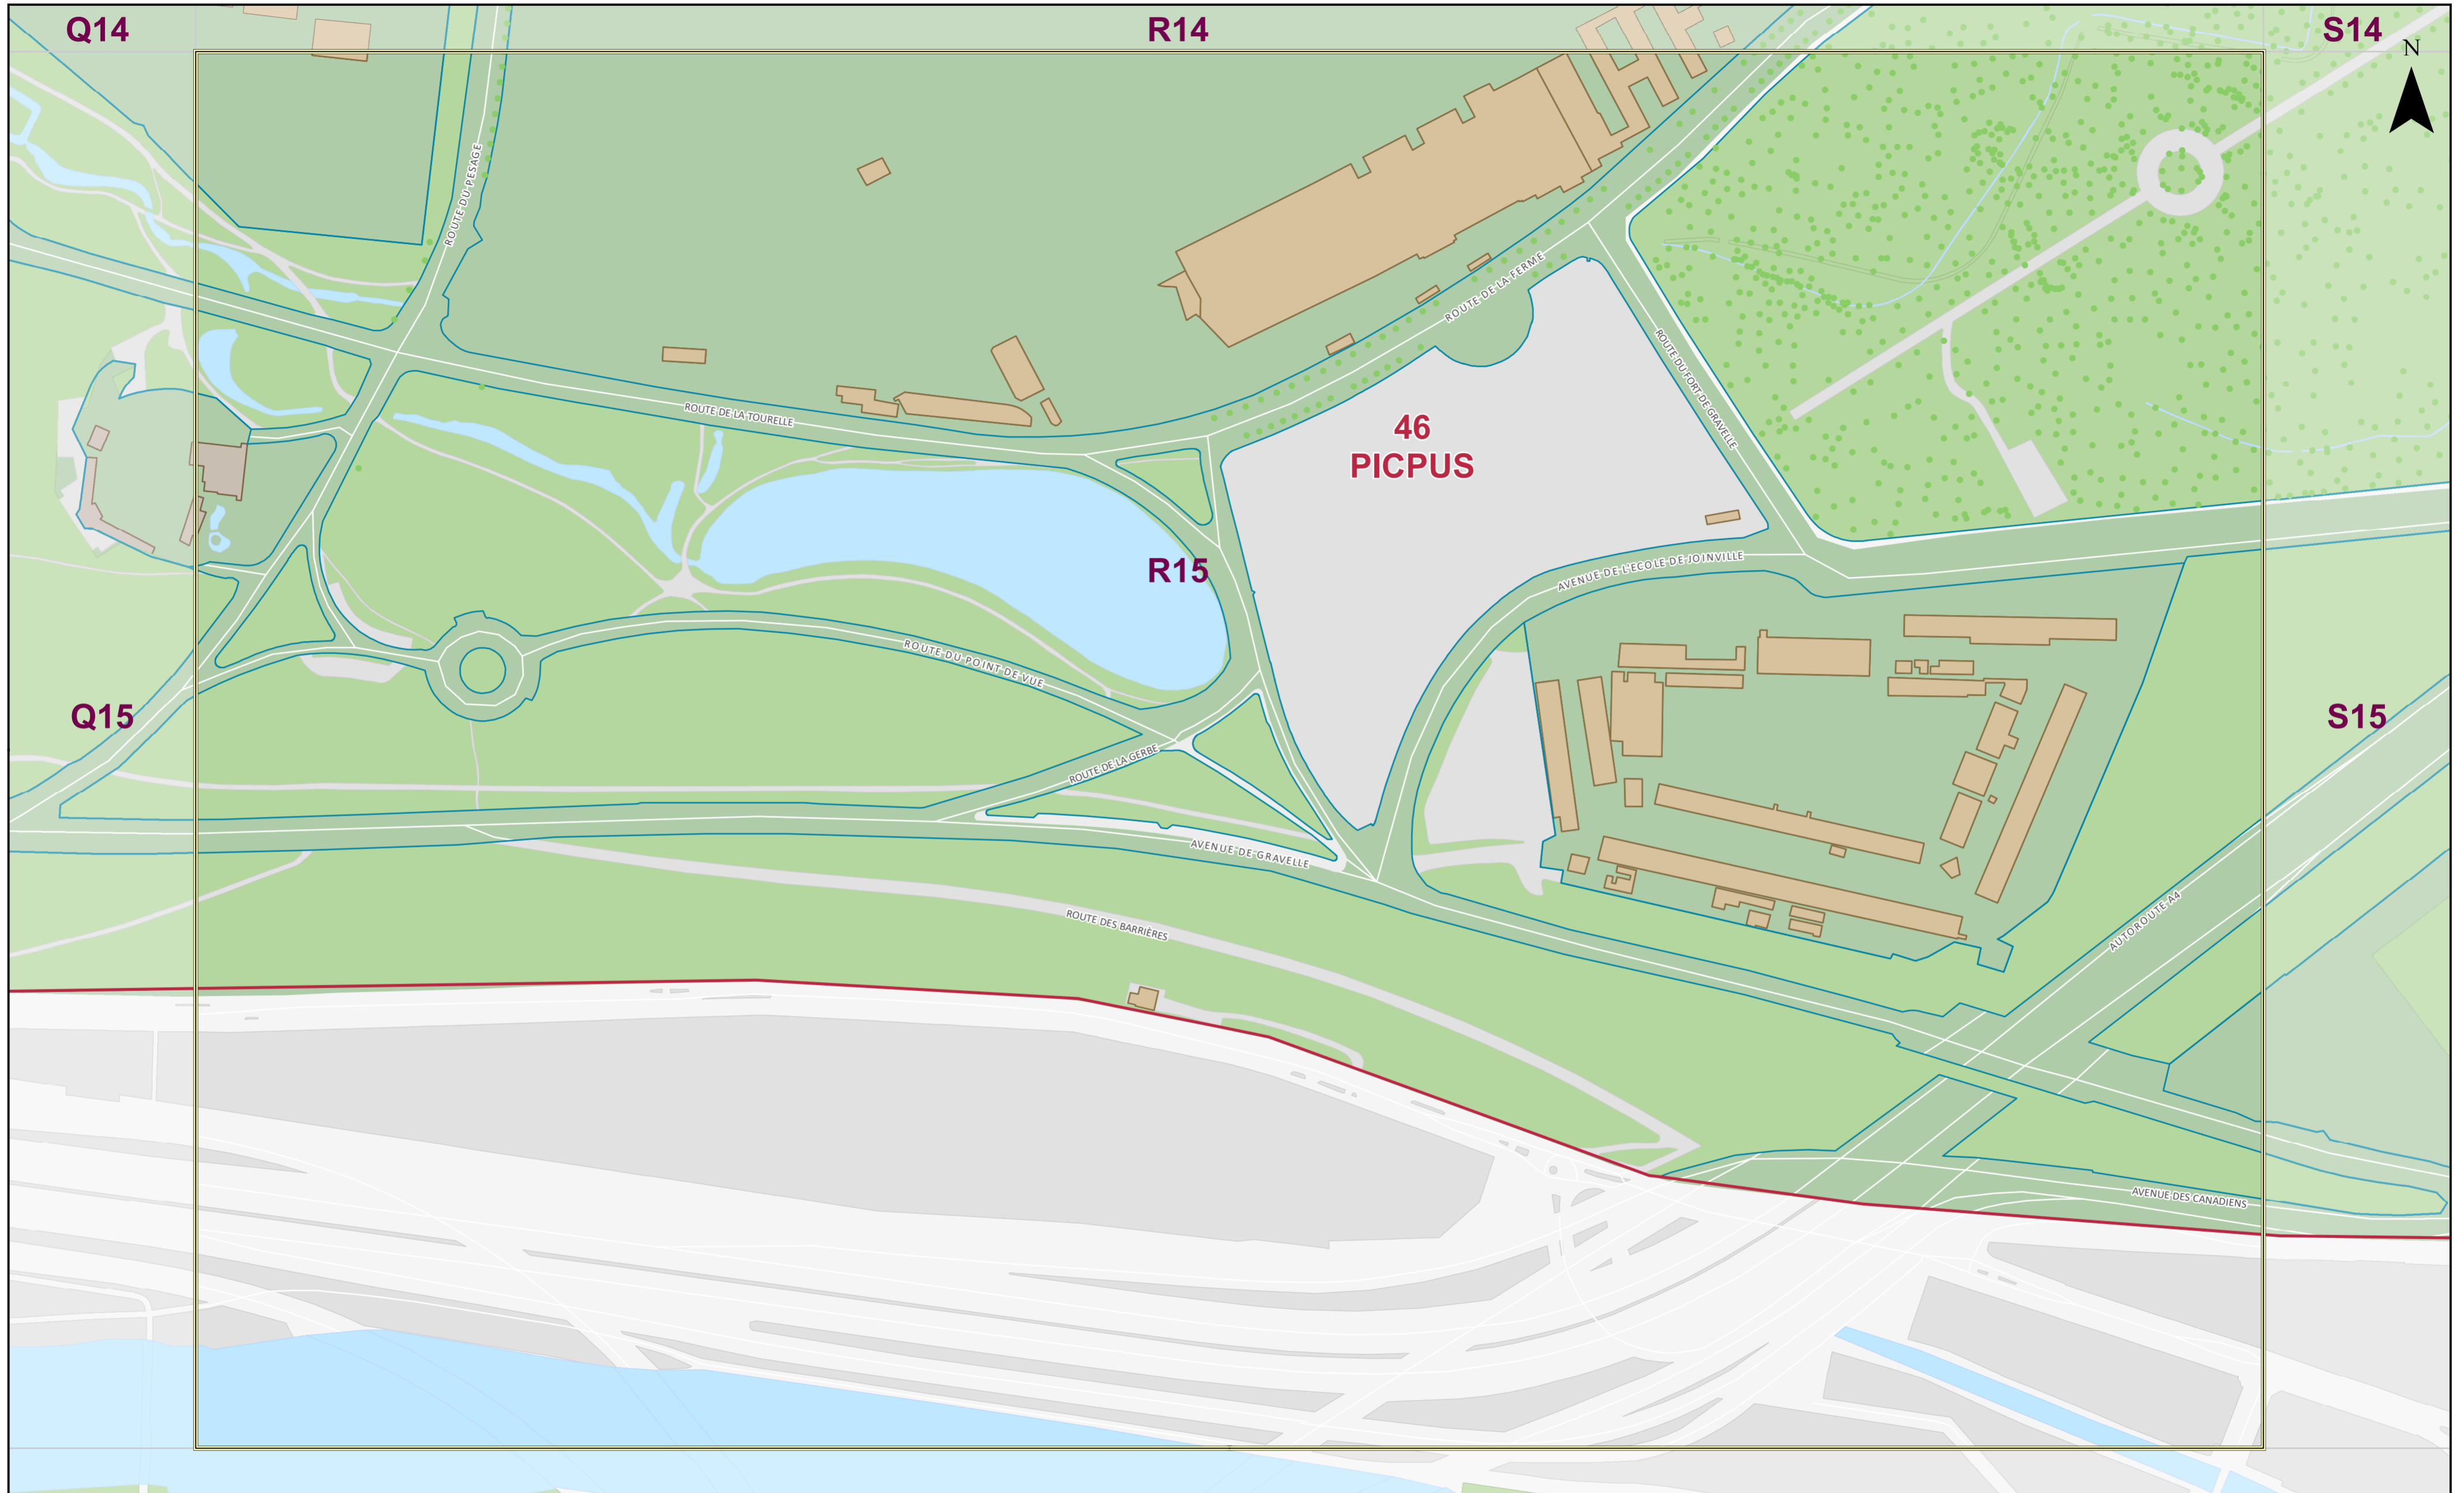 Q14
R14
S14
N
ROUTE DU PESAGE
ROUTE DE LA FERME
ROUTE DU FORT DE GRAVELLE
ROUTE DE LA TOURELLE
46
PICPUS
R15
AVENUE DE L'ECOLE DE JOINVILLE
ROUTE DU POINT DE VUE
Q15
S15
ROUTE DE LA GERBE
AVENUE DE GRAVELLE
ROUTE DES BARRIÈRES
AUTOROUTE A4
AVENUE DES CANADIENS